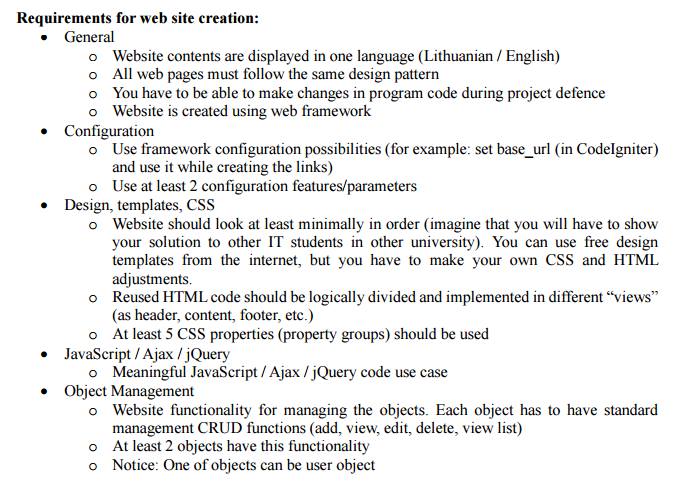 Requirements for web site creation:
• General
o Website contents are displayed in one language (Lithuanian / English)
o All web pages must follow the same design pattern
o You have to be able to make changes in program code during project defence
o Website is created using web framework
• Configuration
o Use framework configuration possibilities (for example: set base_url (in CodeIgniter)
and use it while creating the links)
o Use at least 2 configuration features/parameters
• Design, templates, CSS
o Website should look at least minimally in order (imagine that you will have to show
your solution to other IT students in other university). You can use free design
templates from the internet, but you have to make your own CSS and HTML
adjustments.
o Reused HTML code should be logically divided and implemented in different “views”
(as header, content, footer, etc.)
o At least 5 CSS properties (property groups) should be used
• JavaScript / Ajax / jQuery
o Meaningful JavaScript / Ajax / jQuery code use case
• Object Management
o Website functionality for managing the objects. Each object has to have standard
management CRUD functions (add, view, edit, delete, view list)
o At least 2 objects have this functionality
o Notice: One of objects can be user object